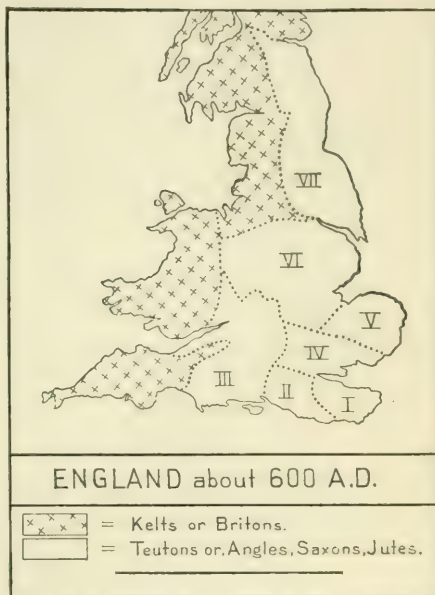 VII
VI
V
IV
III
II
I
ENGLAND about 600 A.D.
= Kelts or Britons.
= Teutons or, Angles, Saxons, Jutes.